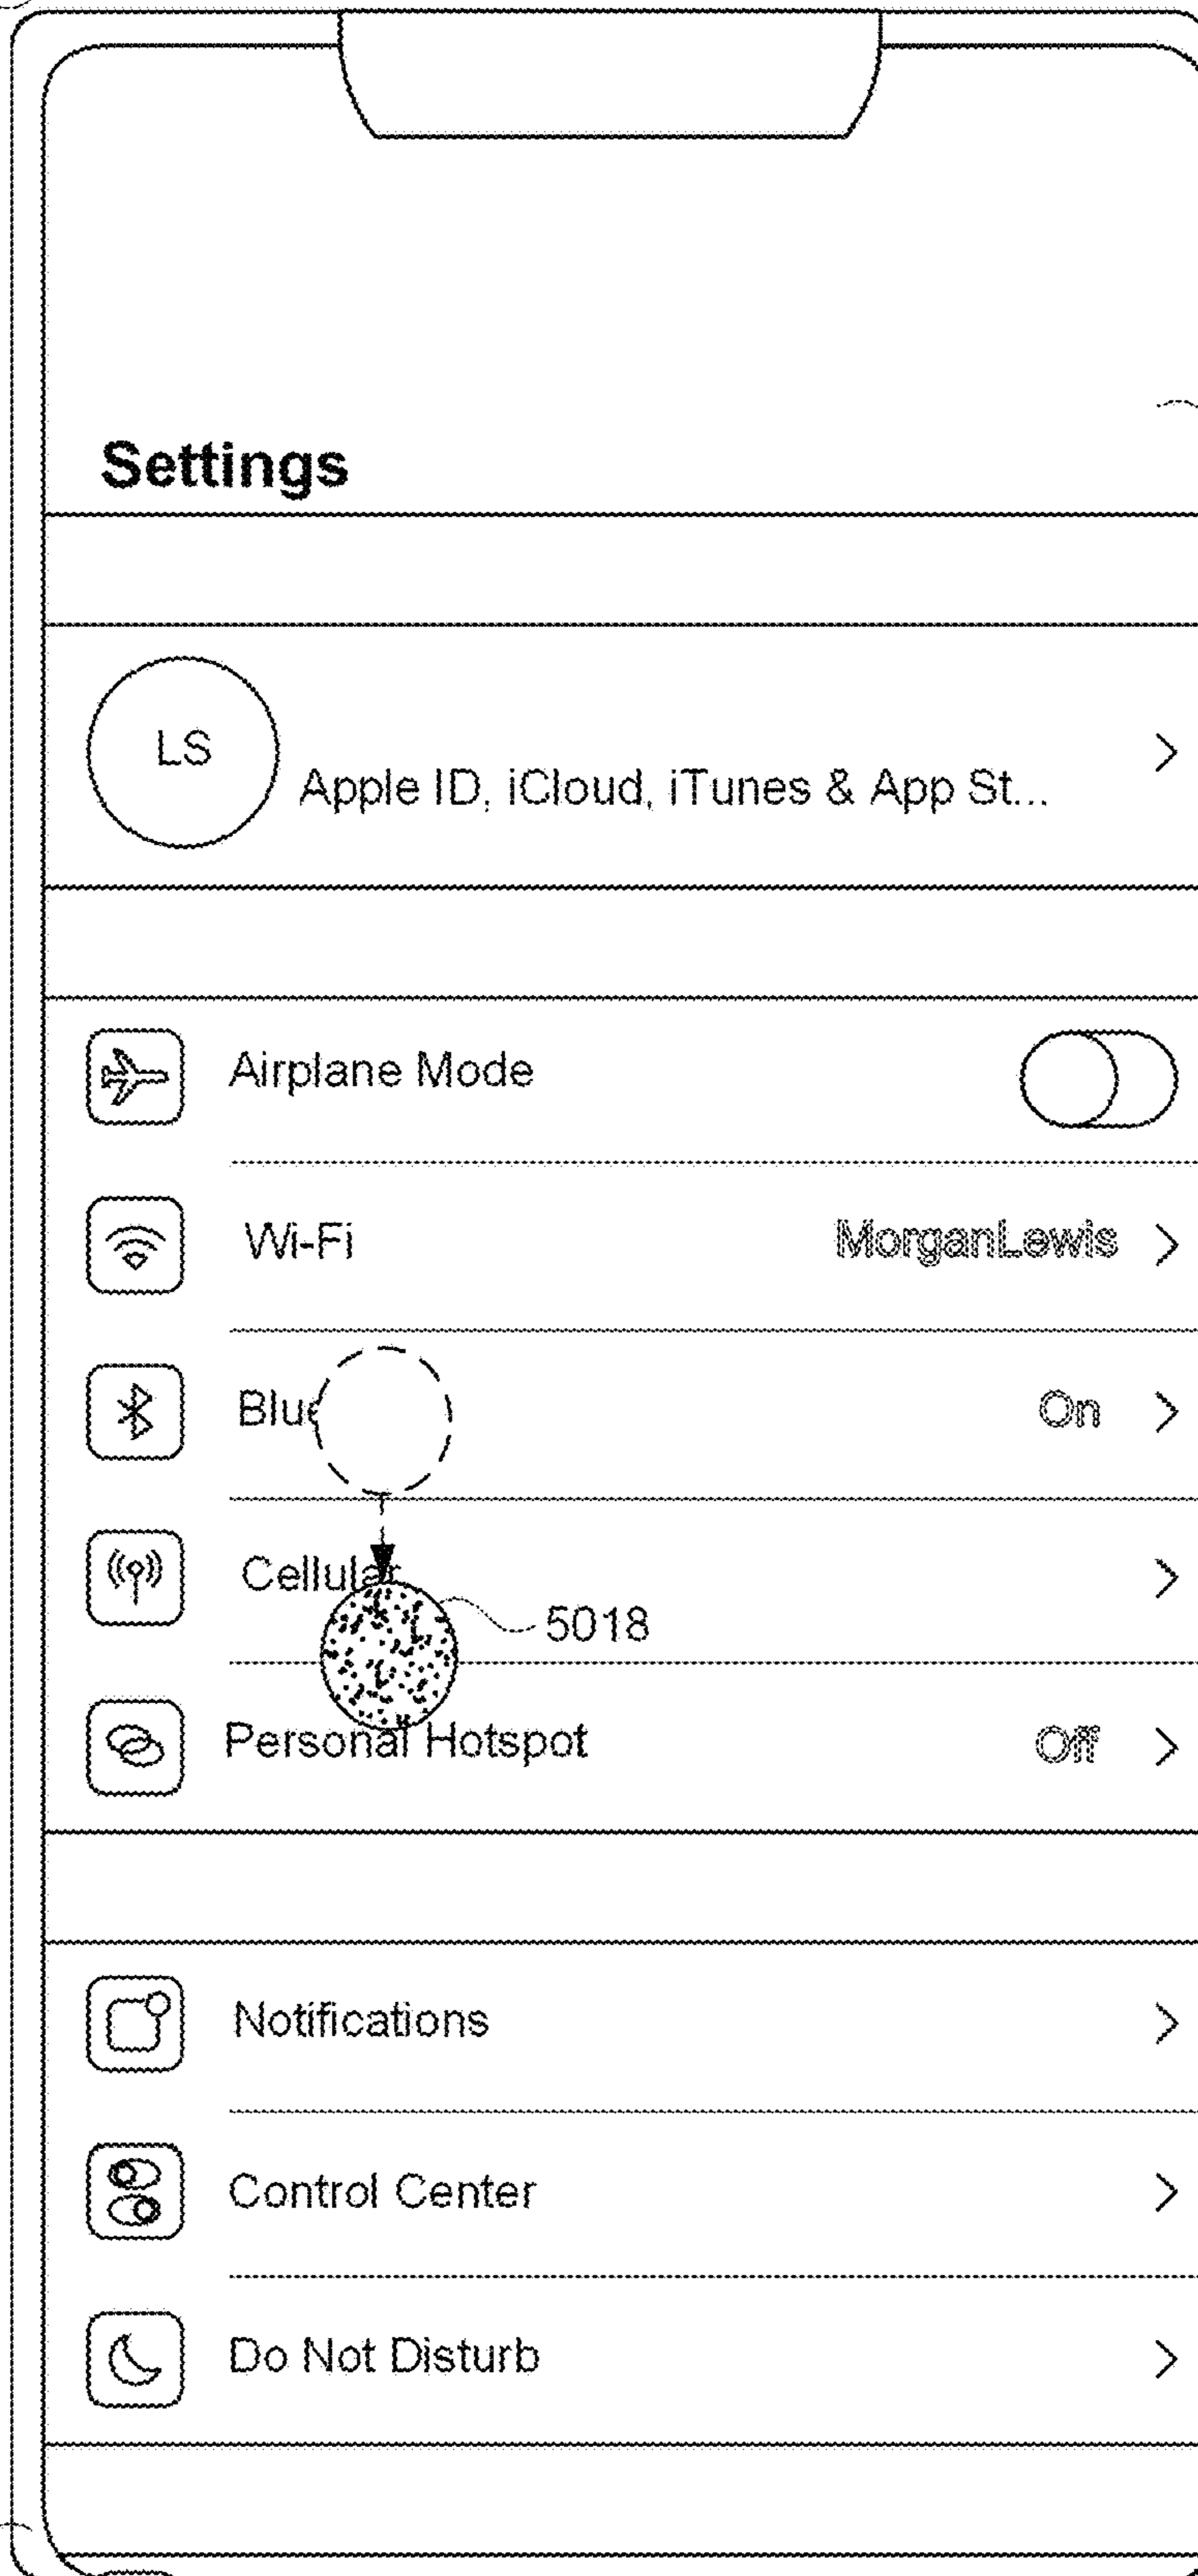 Settings
LS
Apple ID, iCloud, iTunes & App St...
Airplane Mode
Wi-Fi MorganLewis
Blu On
Cellular
5018
Personal Hotspot Off
Notifications
Control Center
Do Not Disturb